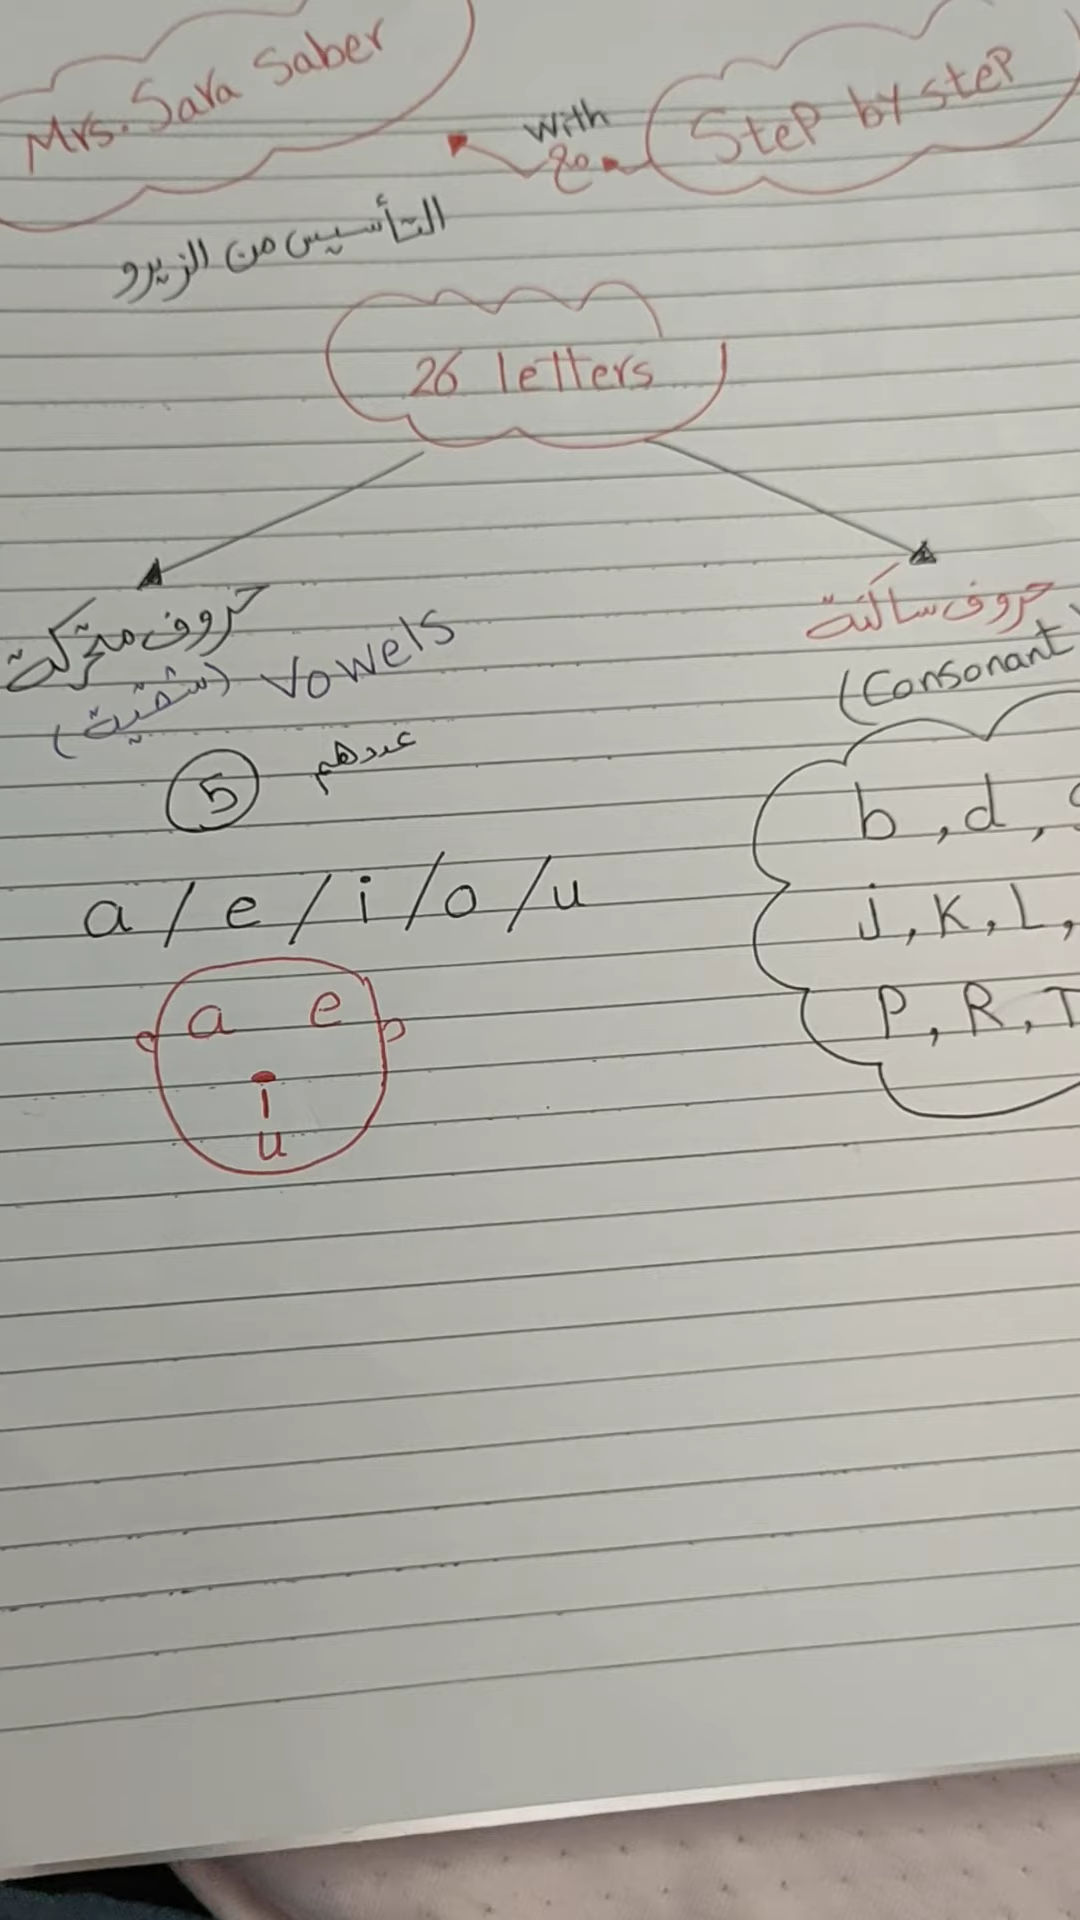 Mrs. Sara Saber
With
مع
Step by step
التأسيس من الزيرو
26 letters
حروف متحركة
(شقية) Vowels
5 عددهم
a / e / i / o / u
a e
i
u
حروف ساكنة
(Consonant
b , d ,
j , K , L ,
P , R , T